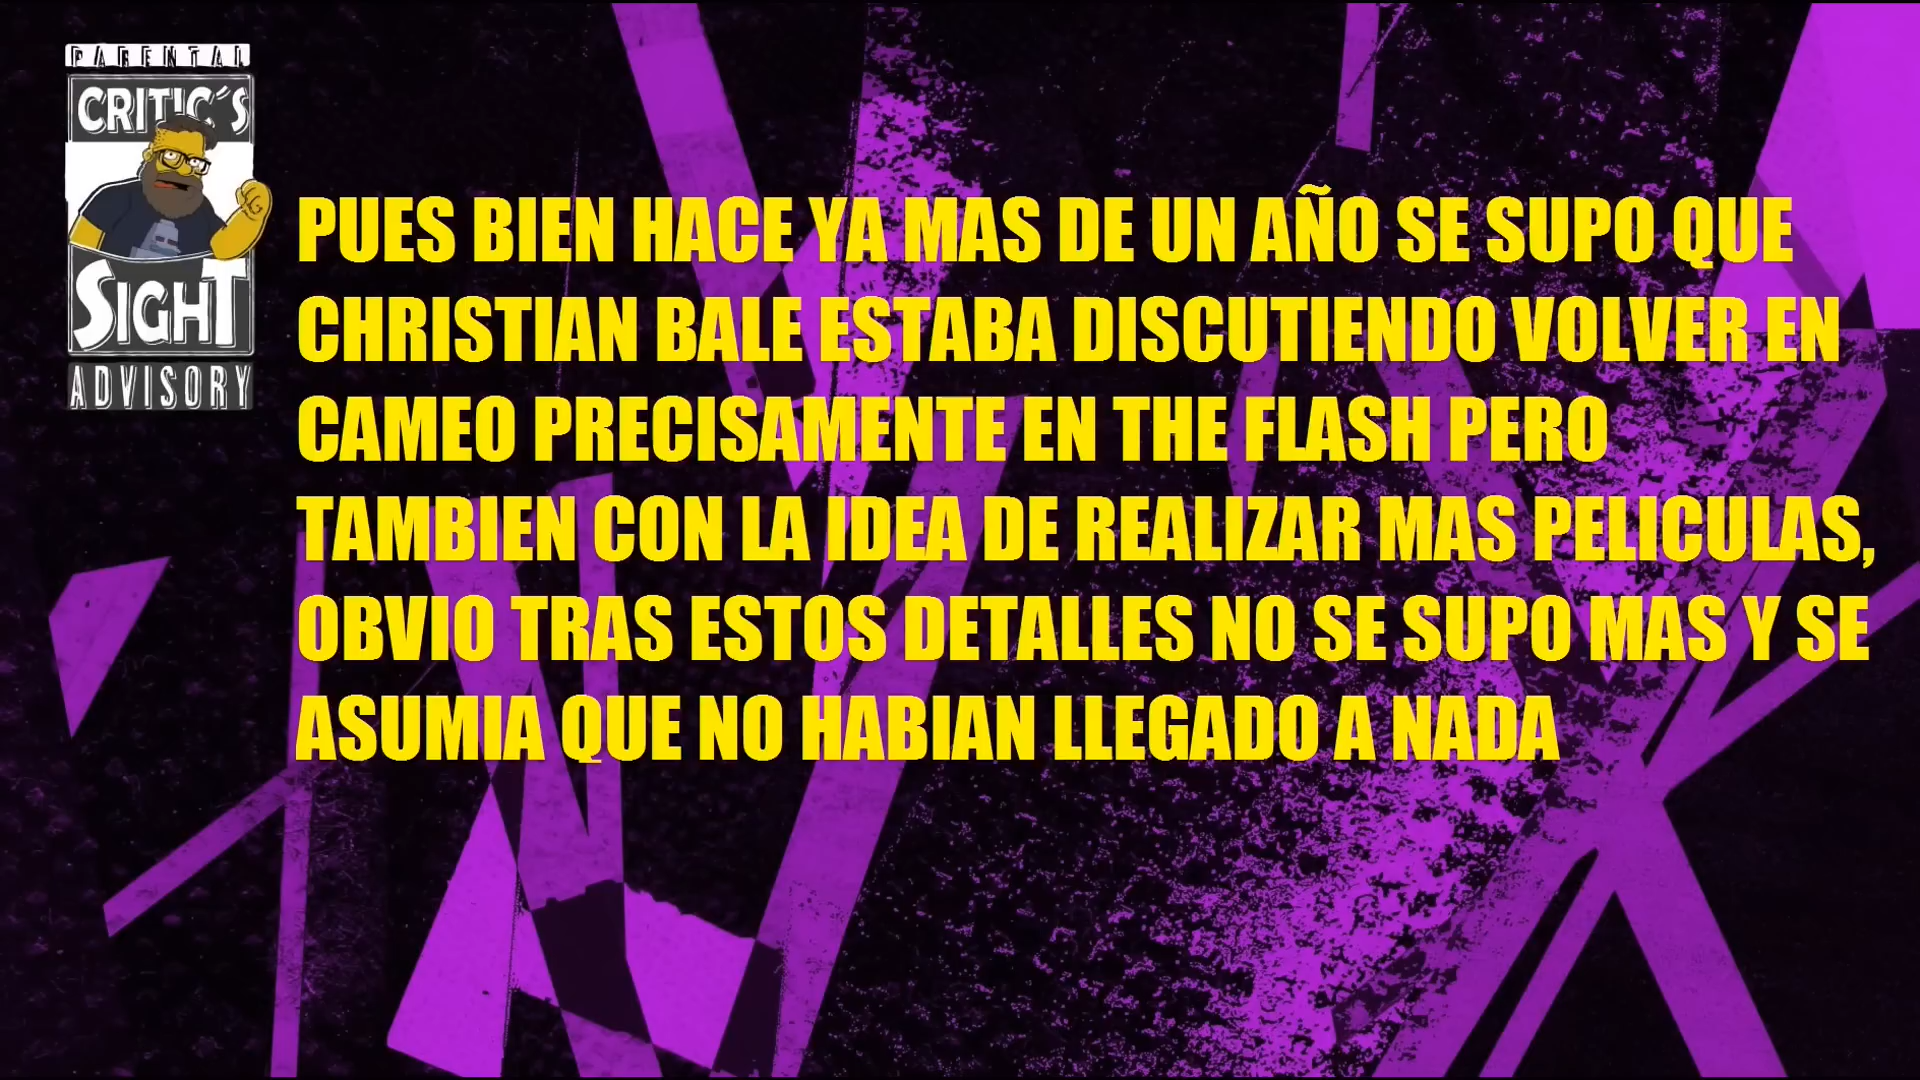 PARENTAL
CRITIC´S
SIGHT
ADVISORY
PUES BIEN HACE YA MAS DE UN AÑO SE SUPO QUE
CHRISTIAN BALE ESTABA DISCUTIENDO VOLVER EN
CAMEO PRECISAMENTE EN THE FLASH PERO
TAMBIEN CON LA IDEA DE REALIZAR MAS PELICULAS,
OBVIO TRAS ESTOS DETALLES NO SE SUPO MAS Y SE
ASUMIA QUE NO HABIAN LLEGADO A NADA